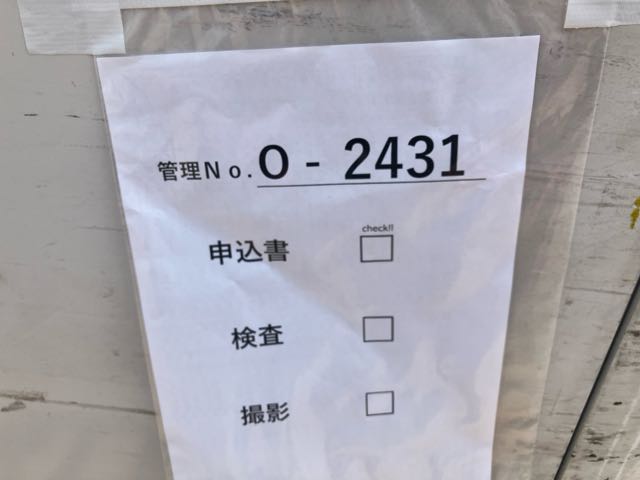 管理No. O - 2431
check!!
申込書 □
検査 □
撮影 □